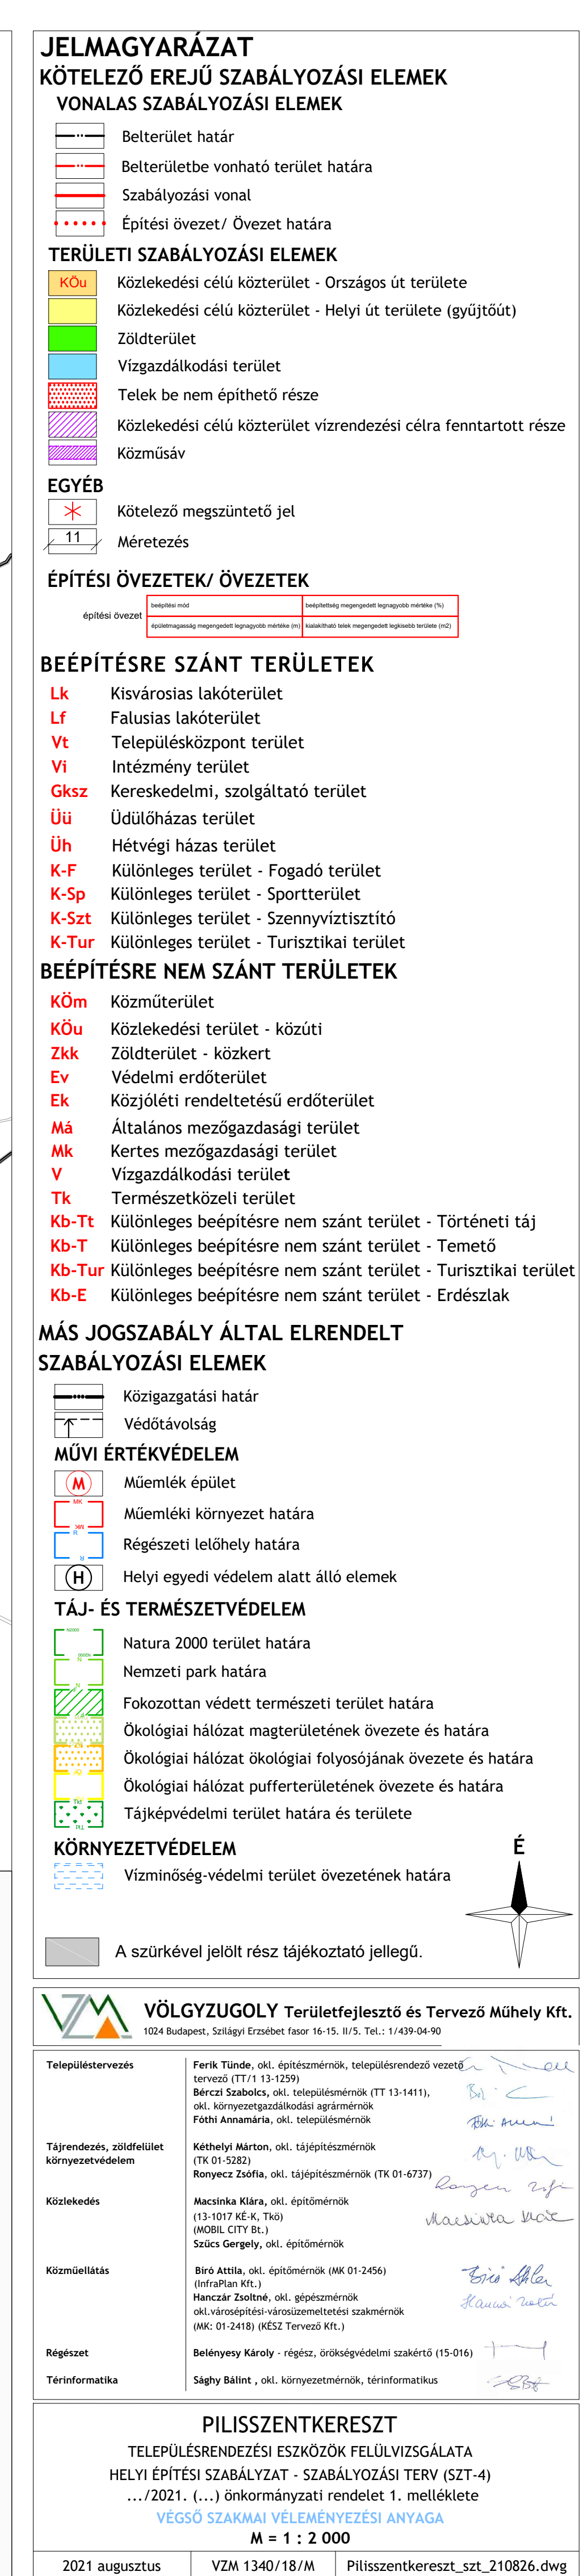 JELMAGYARÁZAT
KÖTELEZŐ EREJŰ SZABÁLYOZÁSI ELEMEK
VONALAS SZABÁLYOZÁSI ELEMEK
Belterület határ
Belterületbe vonható terület határa
Szabályozási vonal
Építési övezet/ Övezet határa
TERÜLETI SZABÁLYOZÁSI ELEMEK
KÖu Közlekedési célú közterület - Országos út területe
Közlekedési célú közterület - Helyi út területe (gyűjtőút)
Zöldterület
Vízgazdálkodási terület
Telek be nem építhető része
Közlekedési célú közterület vízrendezési célra fenntartott része
Közműsáv
EGYÉB
Kötelező megszüntető jel
11 Méretezés
ÉPÍTÉSI ÖVEZETEK/ ÖVEZETEK
építési övezet
beépítési mód beépítettség megengedett legnagyobb mértéke (%)
épületmagasság megengedett legnagyobb mértéke (m) kialakítható telek megengedett legkisebb területe (m2)
BEÉPÍTÉSRE SZÁNT TERÜLETEK
Lk Kisvárosias lakóterület
Lf Falusias lakóterület
Vt Településközpont terület
Vi Intézmény terület
Gksz Kereskedelmi, szolgáltató terület
Üü Üdülőházas terület
Üh Hétvégi házas terület
K-F Különleges terület - Fogadó terület
K-Sp Különleges terület - Sportterület
K-Szt Különleges terület - Szennyvíztisztító
K-Tur Különleges terület - Turisztikai terület
BEÉPÍTÉSRE NEM SZÁNT TERÜLETEK
KÖm Közműterület
KÖu Közlekedési terület - közúti
Zkk Zöldterület - közkert
Ev Védelmi erdőterület
Ek Közjóléti rendeltetésű erdőterület
Má Általános mezőgazdasági terület
Mk Kertes mezőgazdasági terület
V Vízgazdálkodási terület
Tk Természetközeli terület
Kb-Tt Különleges beépítésre nem szánt terület - Történeti táj
Kb-T Különleges beépítésre nem szánt terület - Temető
Kb-Tur Különleges beépítésre nem szánt terület - Turisztikai terület
Kb-E Különleges beépítésre nem szánt terület - Erdészlak
MÁS JOGSZABÁLY ÁLTAL ELRENDELT
SZABÁLYOZÁSI ELEMEK
Közigazgatási határ
Védőtávolság
MŰVI ÉRTÉKVÉDELEM
M Műemlék épület
MK MK Műemléki környezet határa
R R Régészeti lelőhely határa
H Helyi egyedi védelem alatt álló elemek
TÁJ- ÉS TERMÉSZETVÉDELEM
N2000 N2000 Natura 2000 terület határa
N N Nemzeti park határa
Fokozottan védett természeti terület határa
Ökológiai hálózat magterületének övezete és határa
Ökológiai hálózat ökológiai folyosójának övezete és határa
Ökológiai hálózat pufferterületének övezete és határa
Tkt Tkt Tájképvédelmi terület határa és területe
KÖRNYEZETVÉDELEM
Vízminőség-védelmi terület övezetének határa
É
A szürkével jelölt rész tájékoztató jellegű.
VZM
VÖLGYZUGOLY Területfejlesztő és Tervező Műhely Kft.
1024 Budapest, Szilágyi Erzsébet fasor 16-15. II/5. Tel.: 1/439-04-90
Településtervezés
Ferik Tünde, okl. építészmérnök, településrendező vezető
tervező (TT/1 13-1259)
Bérczi Szabolcs, okl. településmérnök (TT 13-1411),
okl. környezetgazdálkodási agrármérnök
Fóthi Annamária, okl. településmérnök
Tájrendezés, zöldfelület
környezetvédelem
Kéthelyi Márton, okl. tájépítészmérnök
(TK 01-5282)
Ronyecz Zsófia, okl. tájépítészmérnök (TK 01-6737)
Közlekedés
Macsinka Klára, okl. építőmérnök
(13-1017 KÉ-K, Tkö)
(MOBIL CITY Bt.)
Szűcs Gergely, okl. építőmérnök
Közműellátás
Bíró Attila, okl. építőmérnök (MK 01-2456)
(InfraPlan Kft.)
Hanczár Zsoltné, okl. gépészmérnök
okl.városépítési-városüzemeltetési szakmérnök
(MK: 01-2418) (KÉSZ Tervező Kft.)
Régészet
Belényesy Károly - régész, örökségvédelmi szakértő (15-016)
Térinformatika
Sághy Bálint , okl. környezetmérnök, térinformatikus
PILISSZENTKERESZT
TELEPÜLÉSRENDEZÉSI ESZKÖZÖK FELÜLVIZSGÁLATA
HELYI ÉPÍTÉSI SZABÁLYZAT - SZABÁLYOZÁSI TERV (SZT-4)
.../2021. (...) önkormányzati rendelet 1. melléklete
VÉGSŐ SZAKMAI VÉLEMÉNYEZÉSI ANYAGA
M = 1 : 2 000
2021 augusztus VZM 1340/18/M Pilisszentkereszt_szt_210826.dwg